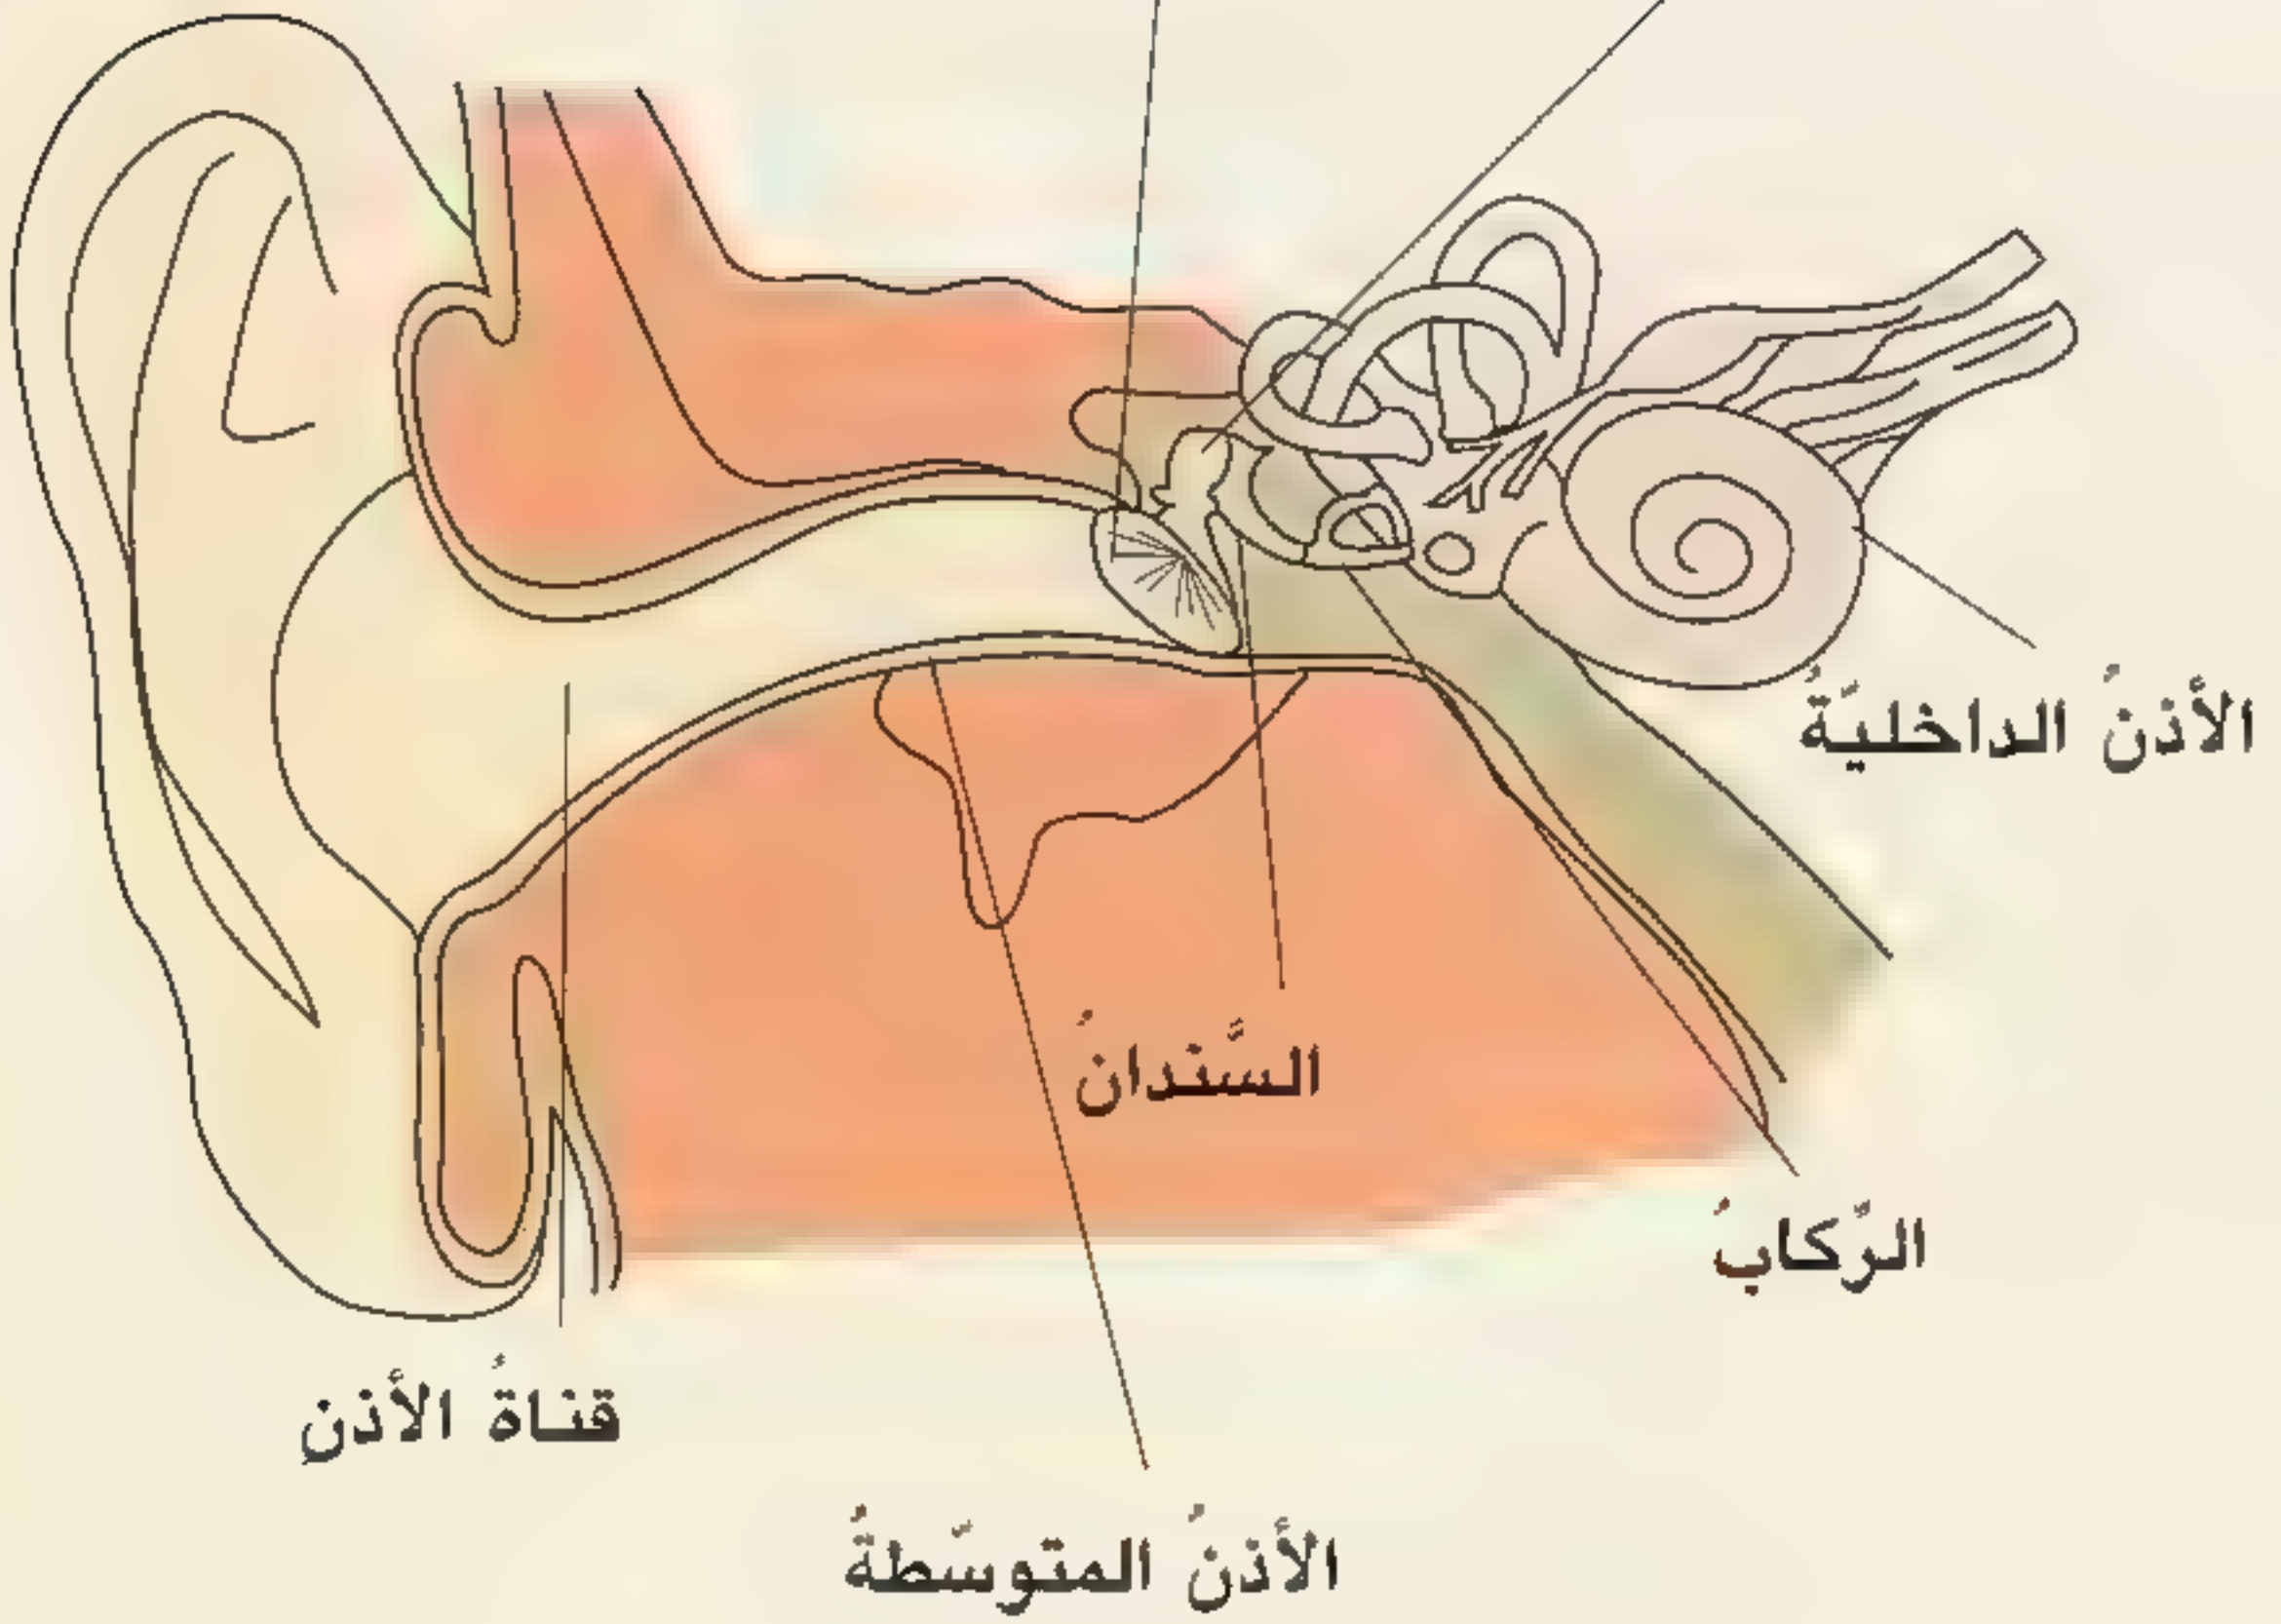 الأذنُ الداخليّةُ
السَّندانُ
الرّكابُ
قناةُ الأذنِ
الأذنُ المتوسّطةُ